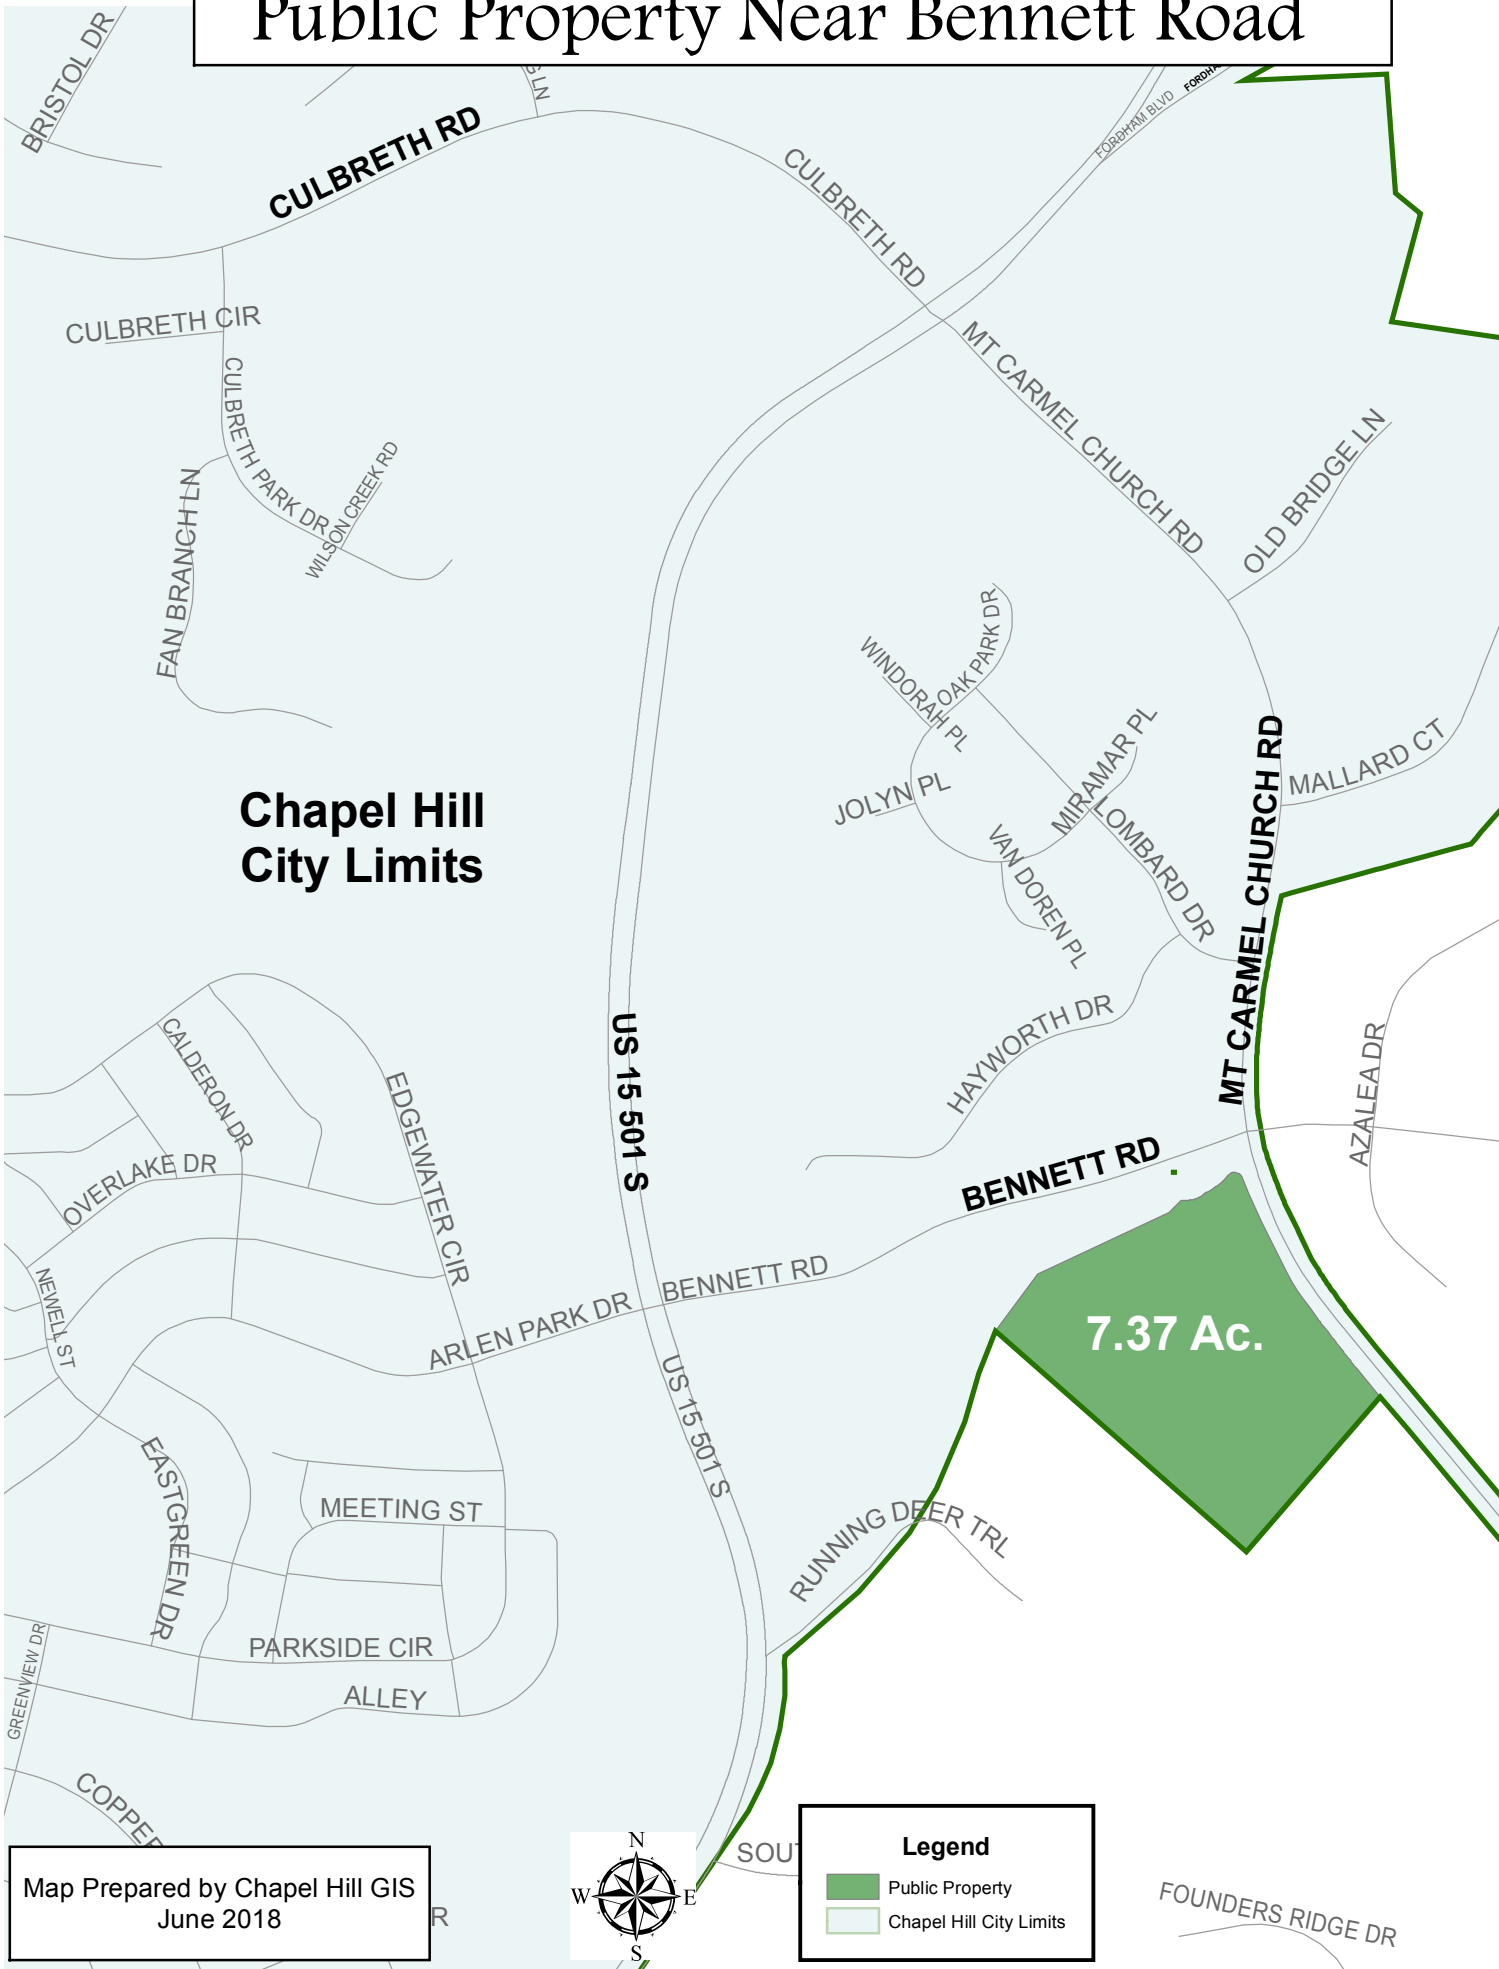 Public Property Near Bennett Road
BRISTOL DR
LN
CULBRETH RD
CULBRETH RD
FORDHAM BLVD
CULBRETH CIR
CULBRETH PARK DR
WILSON CREEK RD
FAN BRANCH LN
MT CARMEL CHURCH RD
OLD BRIDGE LN
OAK PARK DR
WINDORAH PL
MIRAMAR PL
JOLYN PL
LOMBARD DR
VAN DOREN PL
MALLARD CT
MT CARMEL CHURCH RD
Chapel Hill
City Limits
HAYWORTH DR
AZALEA DR
US 15 501 S
CALDERON DR
EDGEWATER CIR
OVERLAKE DR
BENNETT RD
BENNETT RD
NEWELL ST
ARLEN PARK DR
7.37 Ac.
US 15 501 S
EASTGREEN DR
MEETING ST
RUNNING DEER TRL
PARKSIDE CIR
GREENVIEW DR
ALLEY
COPPER
R
Map Prepared by Chapel Hill GIS
June 2018
N
W E
S
SOUT
Legend
Public Property
Chapel Hill City Limits
FOUNDERS RIDGE DR